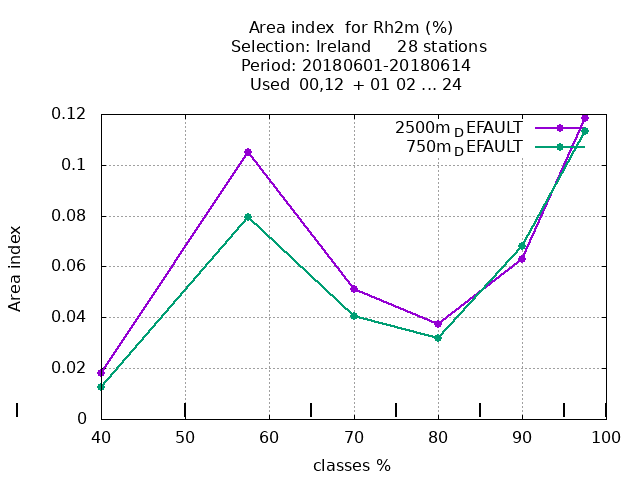 Area index for Rh2m (%)
Selection: Ireland 28 stations
Period: 20180601-20180614
Used 00,12 + 01 02 ... 24
2500m_DEFAULT
750m_DEFAULT
0.12
0.1
0.08
0.06
0.04
0.02
0
Area index
40 50 60 70 80 90 100
classes %